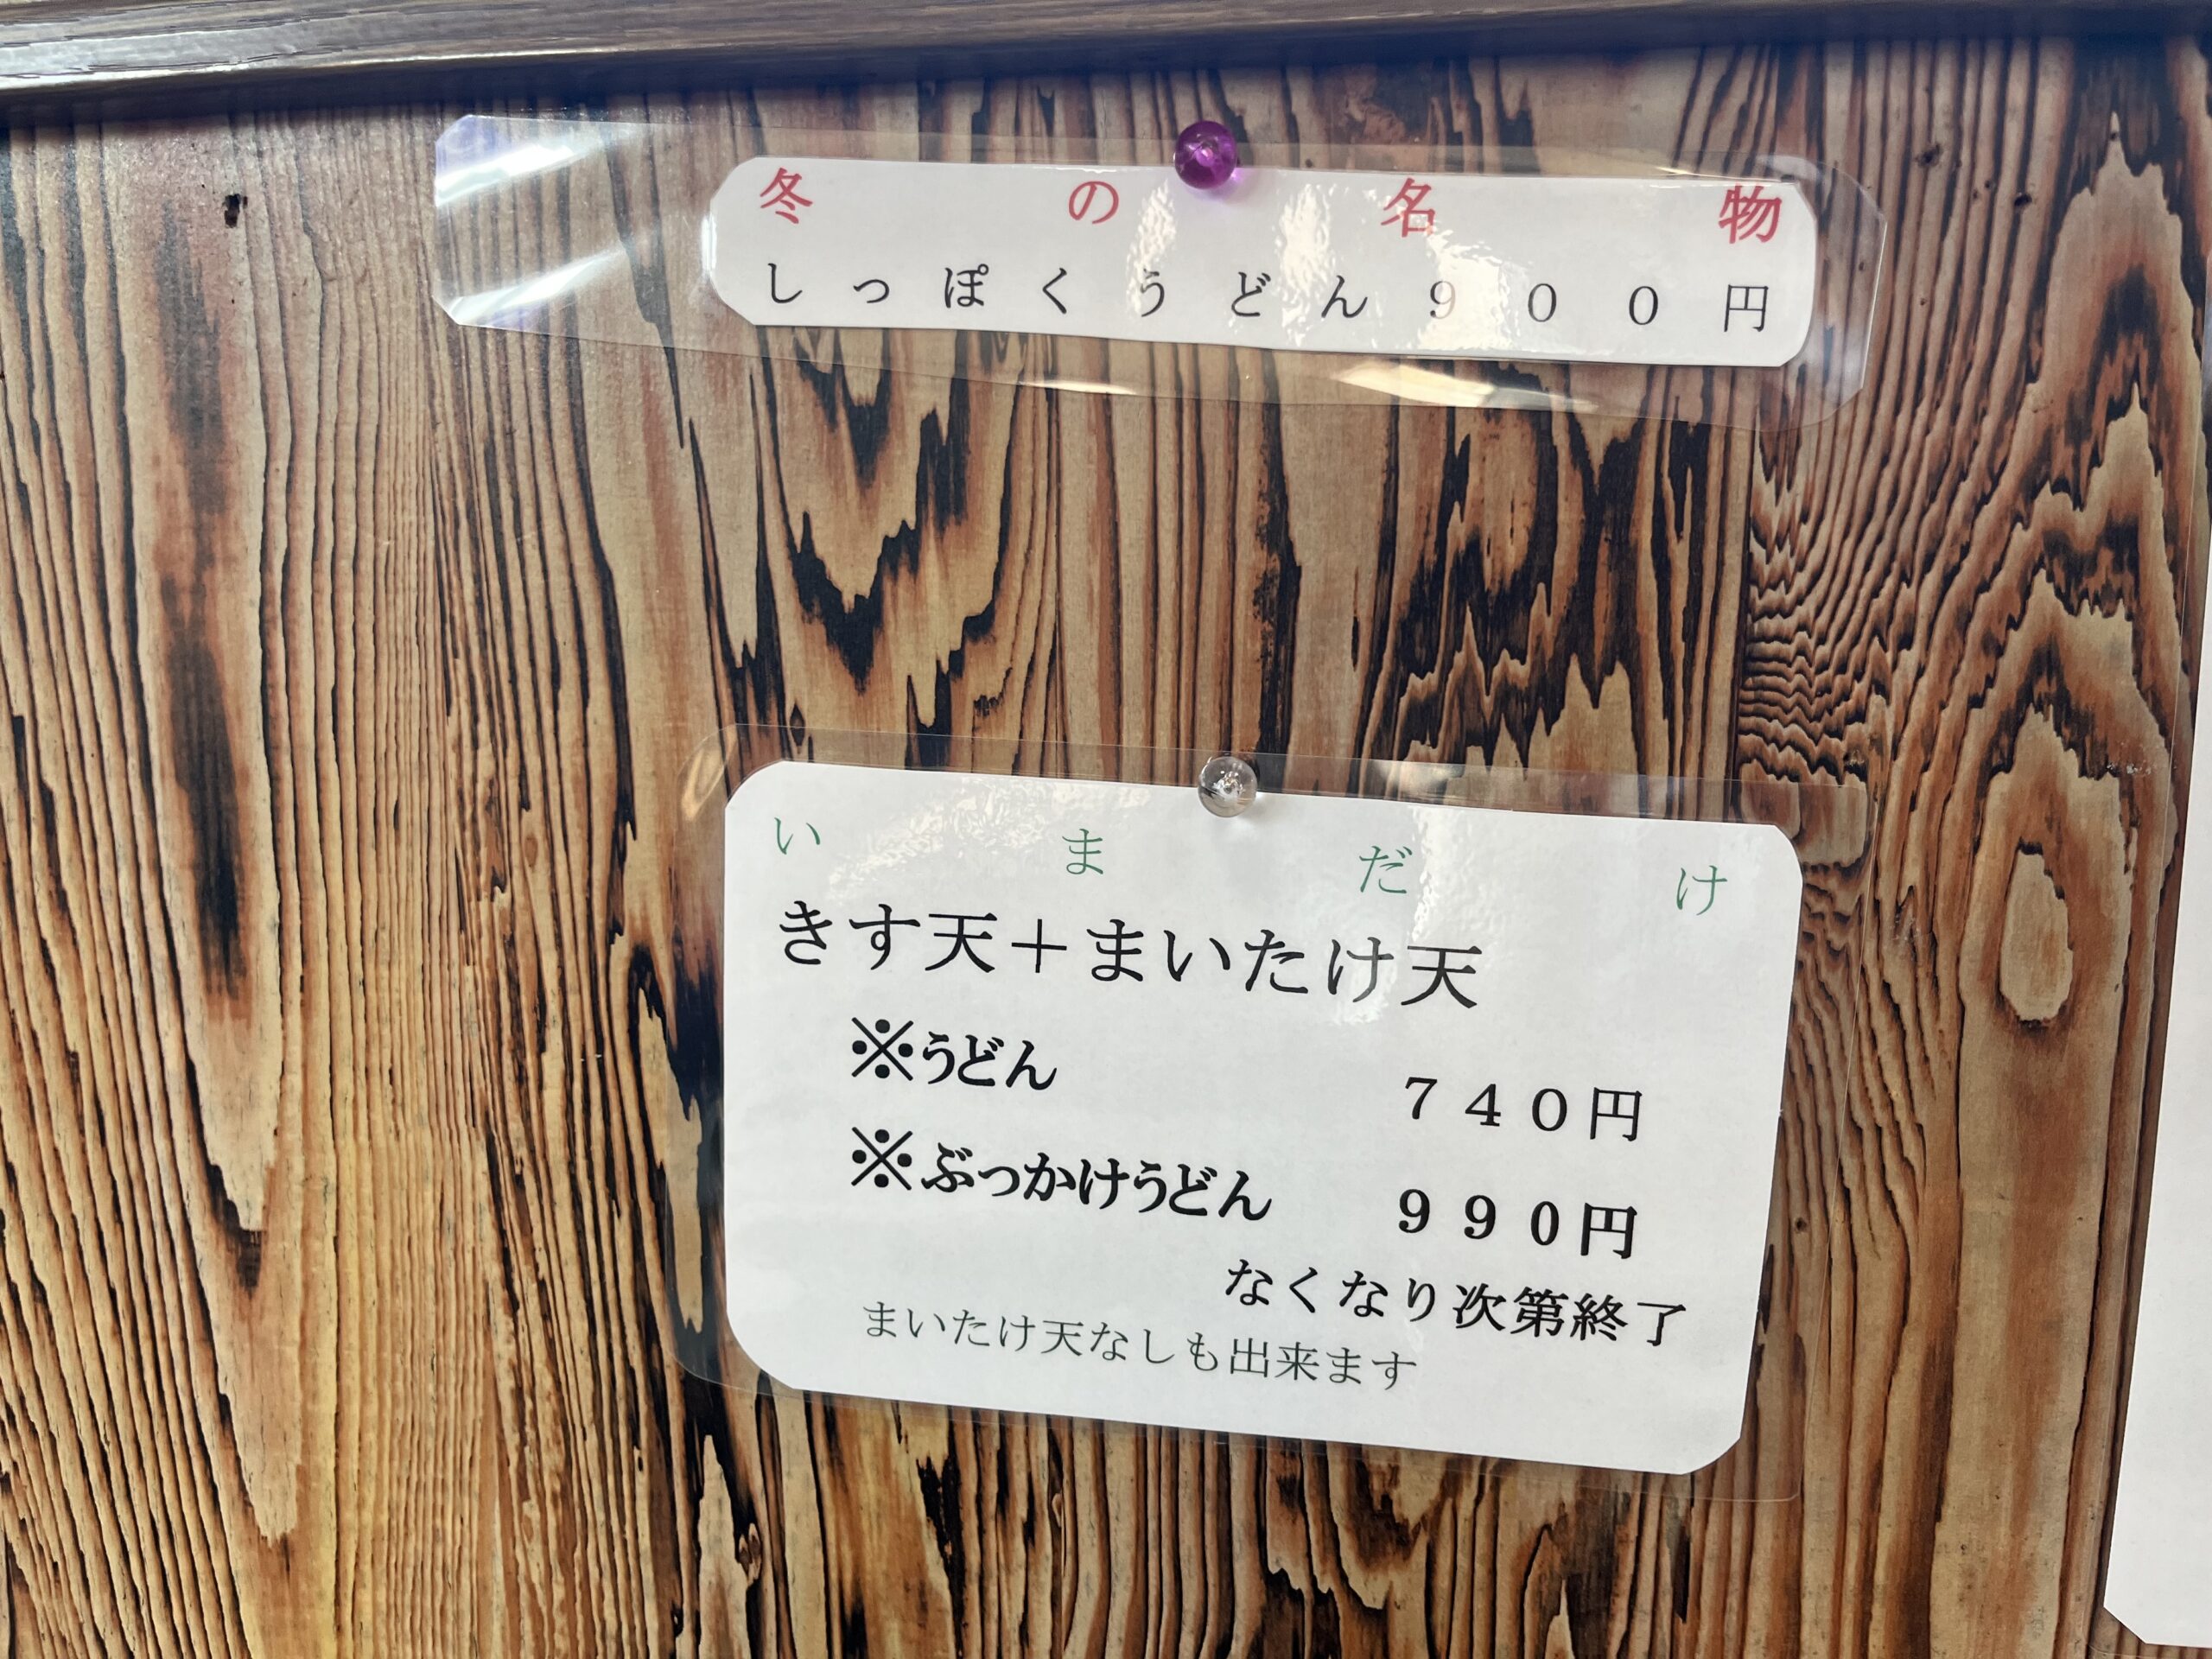 冬の名物
しっぽくうどん９００円
いまだけ
きす天＋まいたけ天
※うどん ７４０円
※ぶっかけうどん ９９０円
なくなり次第終了
まいたけ天なしも出来ます